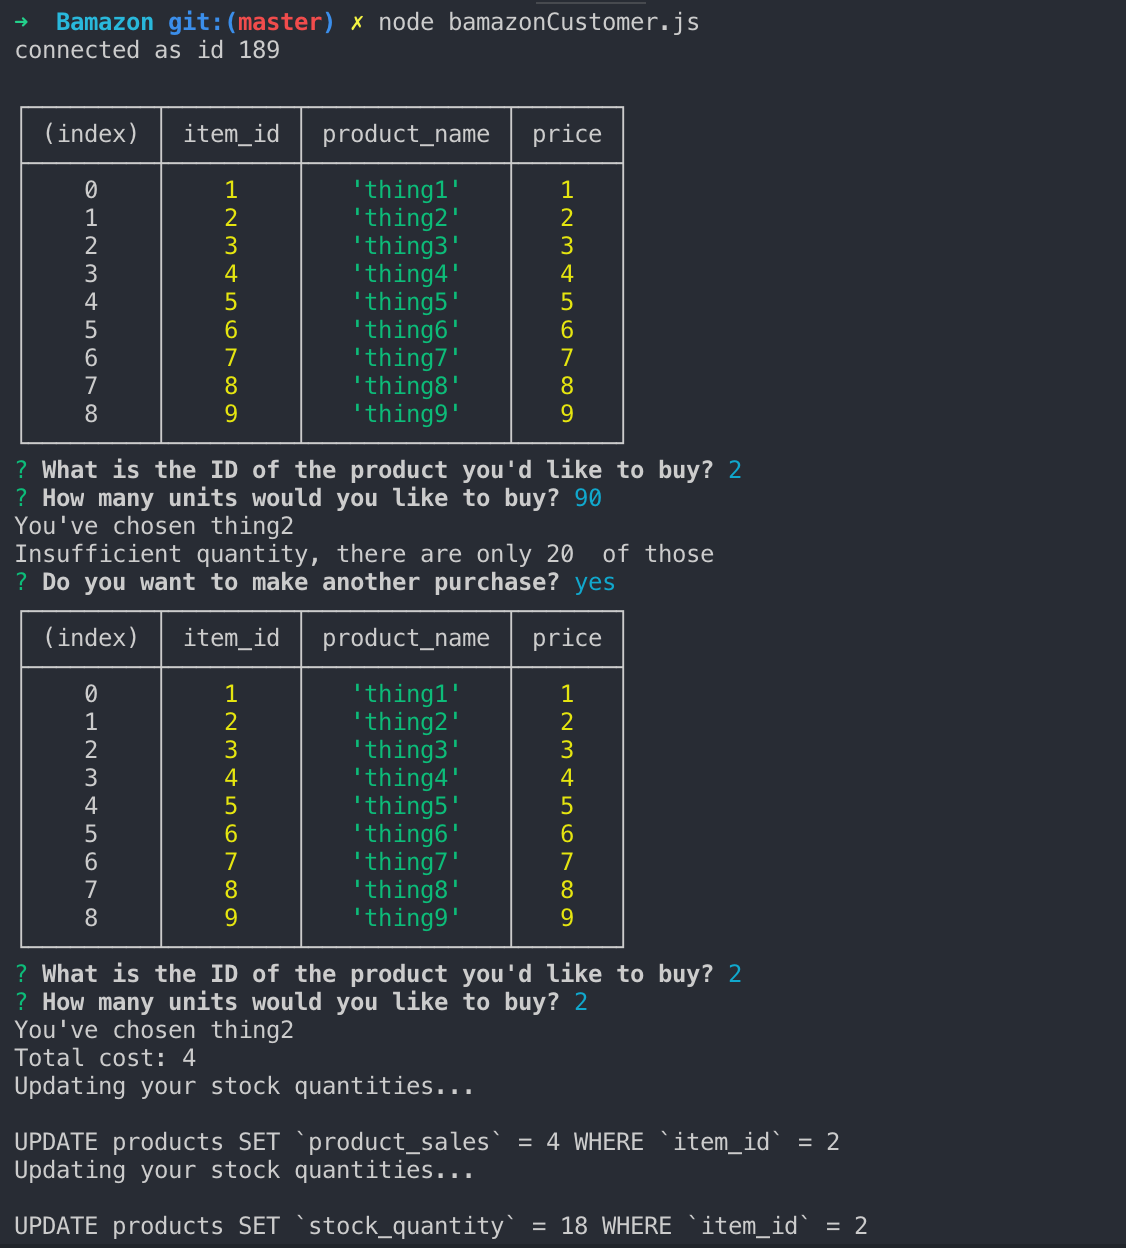 ➜  Bamazon git:(master) ✗ node bamazonCustomer.js
connected as id 189
(index) item_id product_name price
0 1 'thing1' 1
1 2 'thing2' 2
2 3 'thing3' 3
3 4 'thing4' 4
4 5 'thing5' 5
5 6 'thing6' 6
6 7 'thing7' 7
7 8 'thing8' 8
8 9 'thing9' 9
? What is the ID of the product you'd like to buy? 2
? How many units would you like to buy? 90
You've chosen thing2
Insufficient quantity, there are only 20  of those
? Do you want to make another purchase? yes
(index) item_id product_name price
0 1 'thing1' 1
1 2 'thing2' 2
2 3 'thing3' 3
3 4 'thing4' 4
4 5 'thing5' 5
5 6 'thing6' 6
6 7 'thing7' 7
7 8 'thing8' 8
8 9 'thing9' 9
? What is the ID of the product you'd like to buy? 2
? How many units would you like to buy? 2
You've chosen thing2
Total cost: 4
Updating your stock quantities...
UPDATE products SET `product_sales` = 4 WHERE `item_id` = 2
Updating your stock quantities...
UPDATE products SET `stock_quantity` = 18 WHERE `item_id` = 2